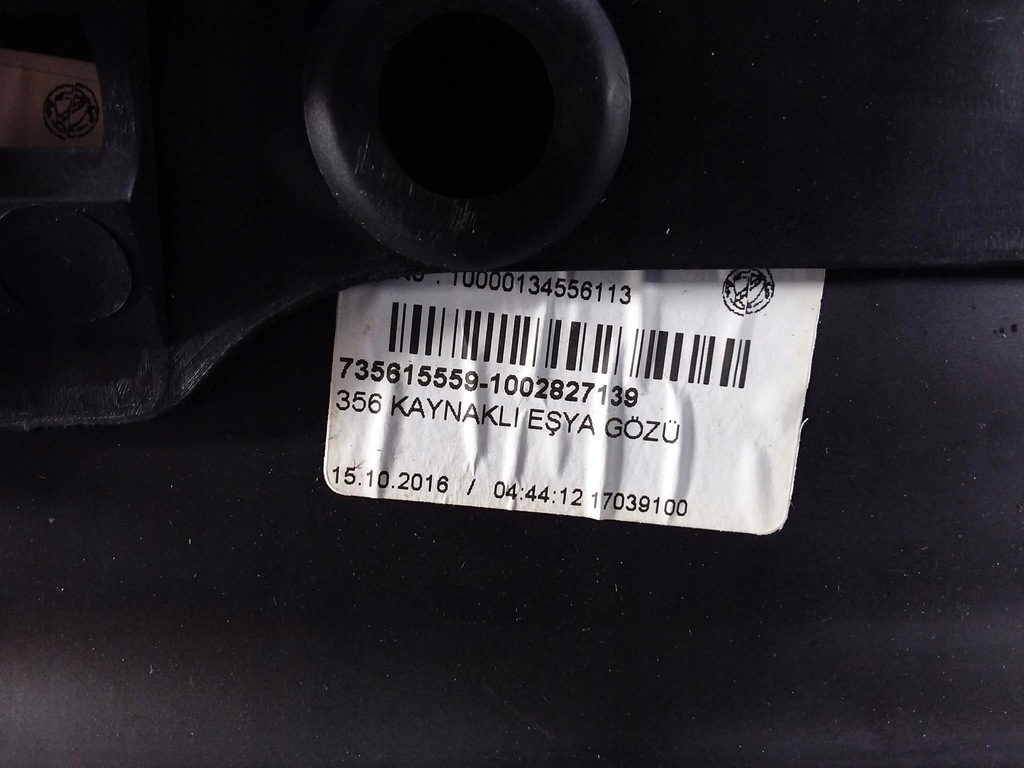 : 10000134556113
735615559-1002827139
356 KAYNAKLI EŞYA GÖZÜ
15.10.2016 / 04:44:12 17039100